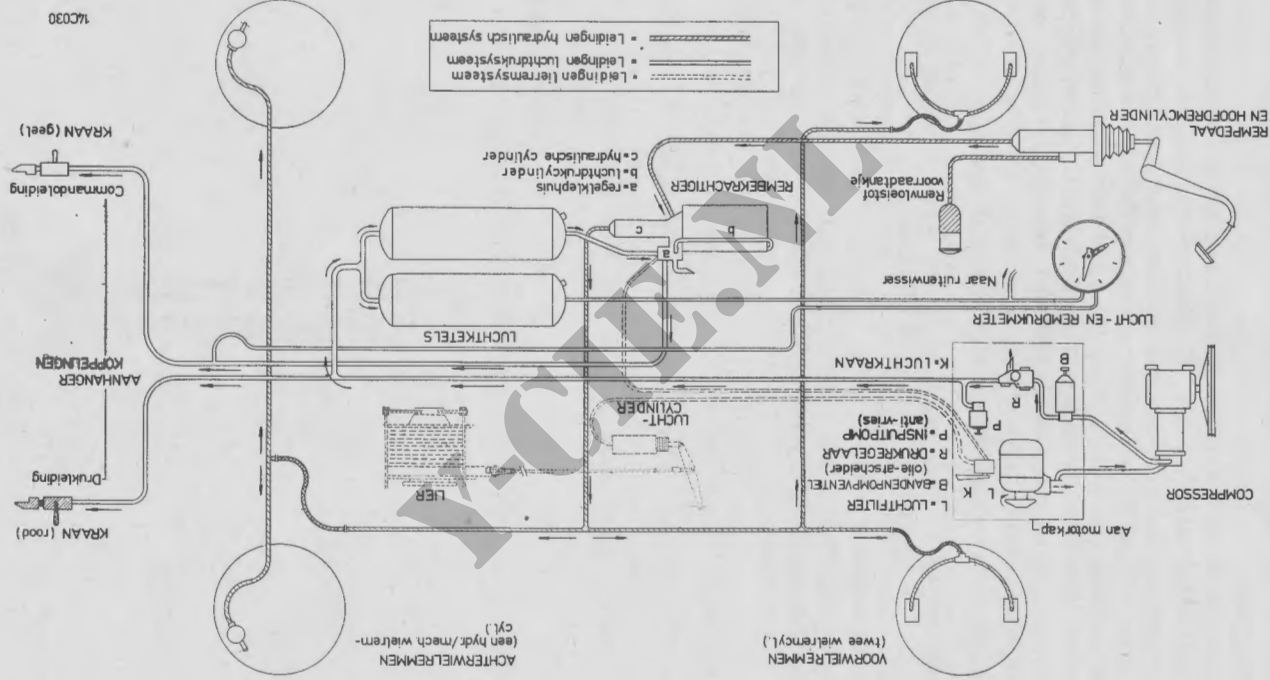 VOORWIELREMMEN
(twee wielremcyl.)
ACHTERWIELREMMEN
(een hydr./mech wielrem-
cyl.)
Aan motorkap
KRAAN (rood)
COMPRESSOR
L = LUCHTFILTER
B = BANDENPOMPVENTIEL
(olie-afscheider)
R = DRUKREGELAAR
P = INSPUITPOMP
(anti-vries)
K = LUCHTKRAAN
K
L
P
R
B
LIER
LUCHT-
CYLINDER
Drukleiding
AANHANGER
KOPPELINGEN
Commandoleiding
KRAAN (geel)
LUCHT- EN REMDRUKMETER
Naar ruitenwisser
LUCHTKETELS
a
b
c
REMBEKRACHTIGER
a = regelklephuis
b = luchtdrukcylinder
c = hydraulische cylinder
Remvloeistof
voorraadtankje
REMPEDAAL
EN HOOFDREMCYLINDER
= Leidingen lierremsysteem
= Leidingen luchtdruksysteem
= Leidingen hydraulisch systeem
14C030
Y-CIE.NL